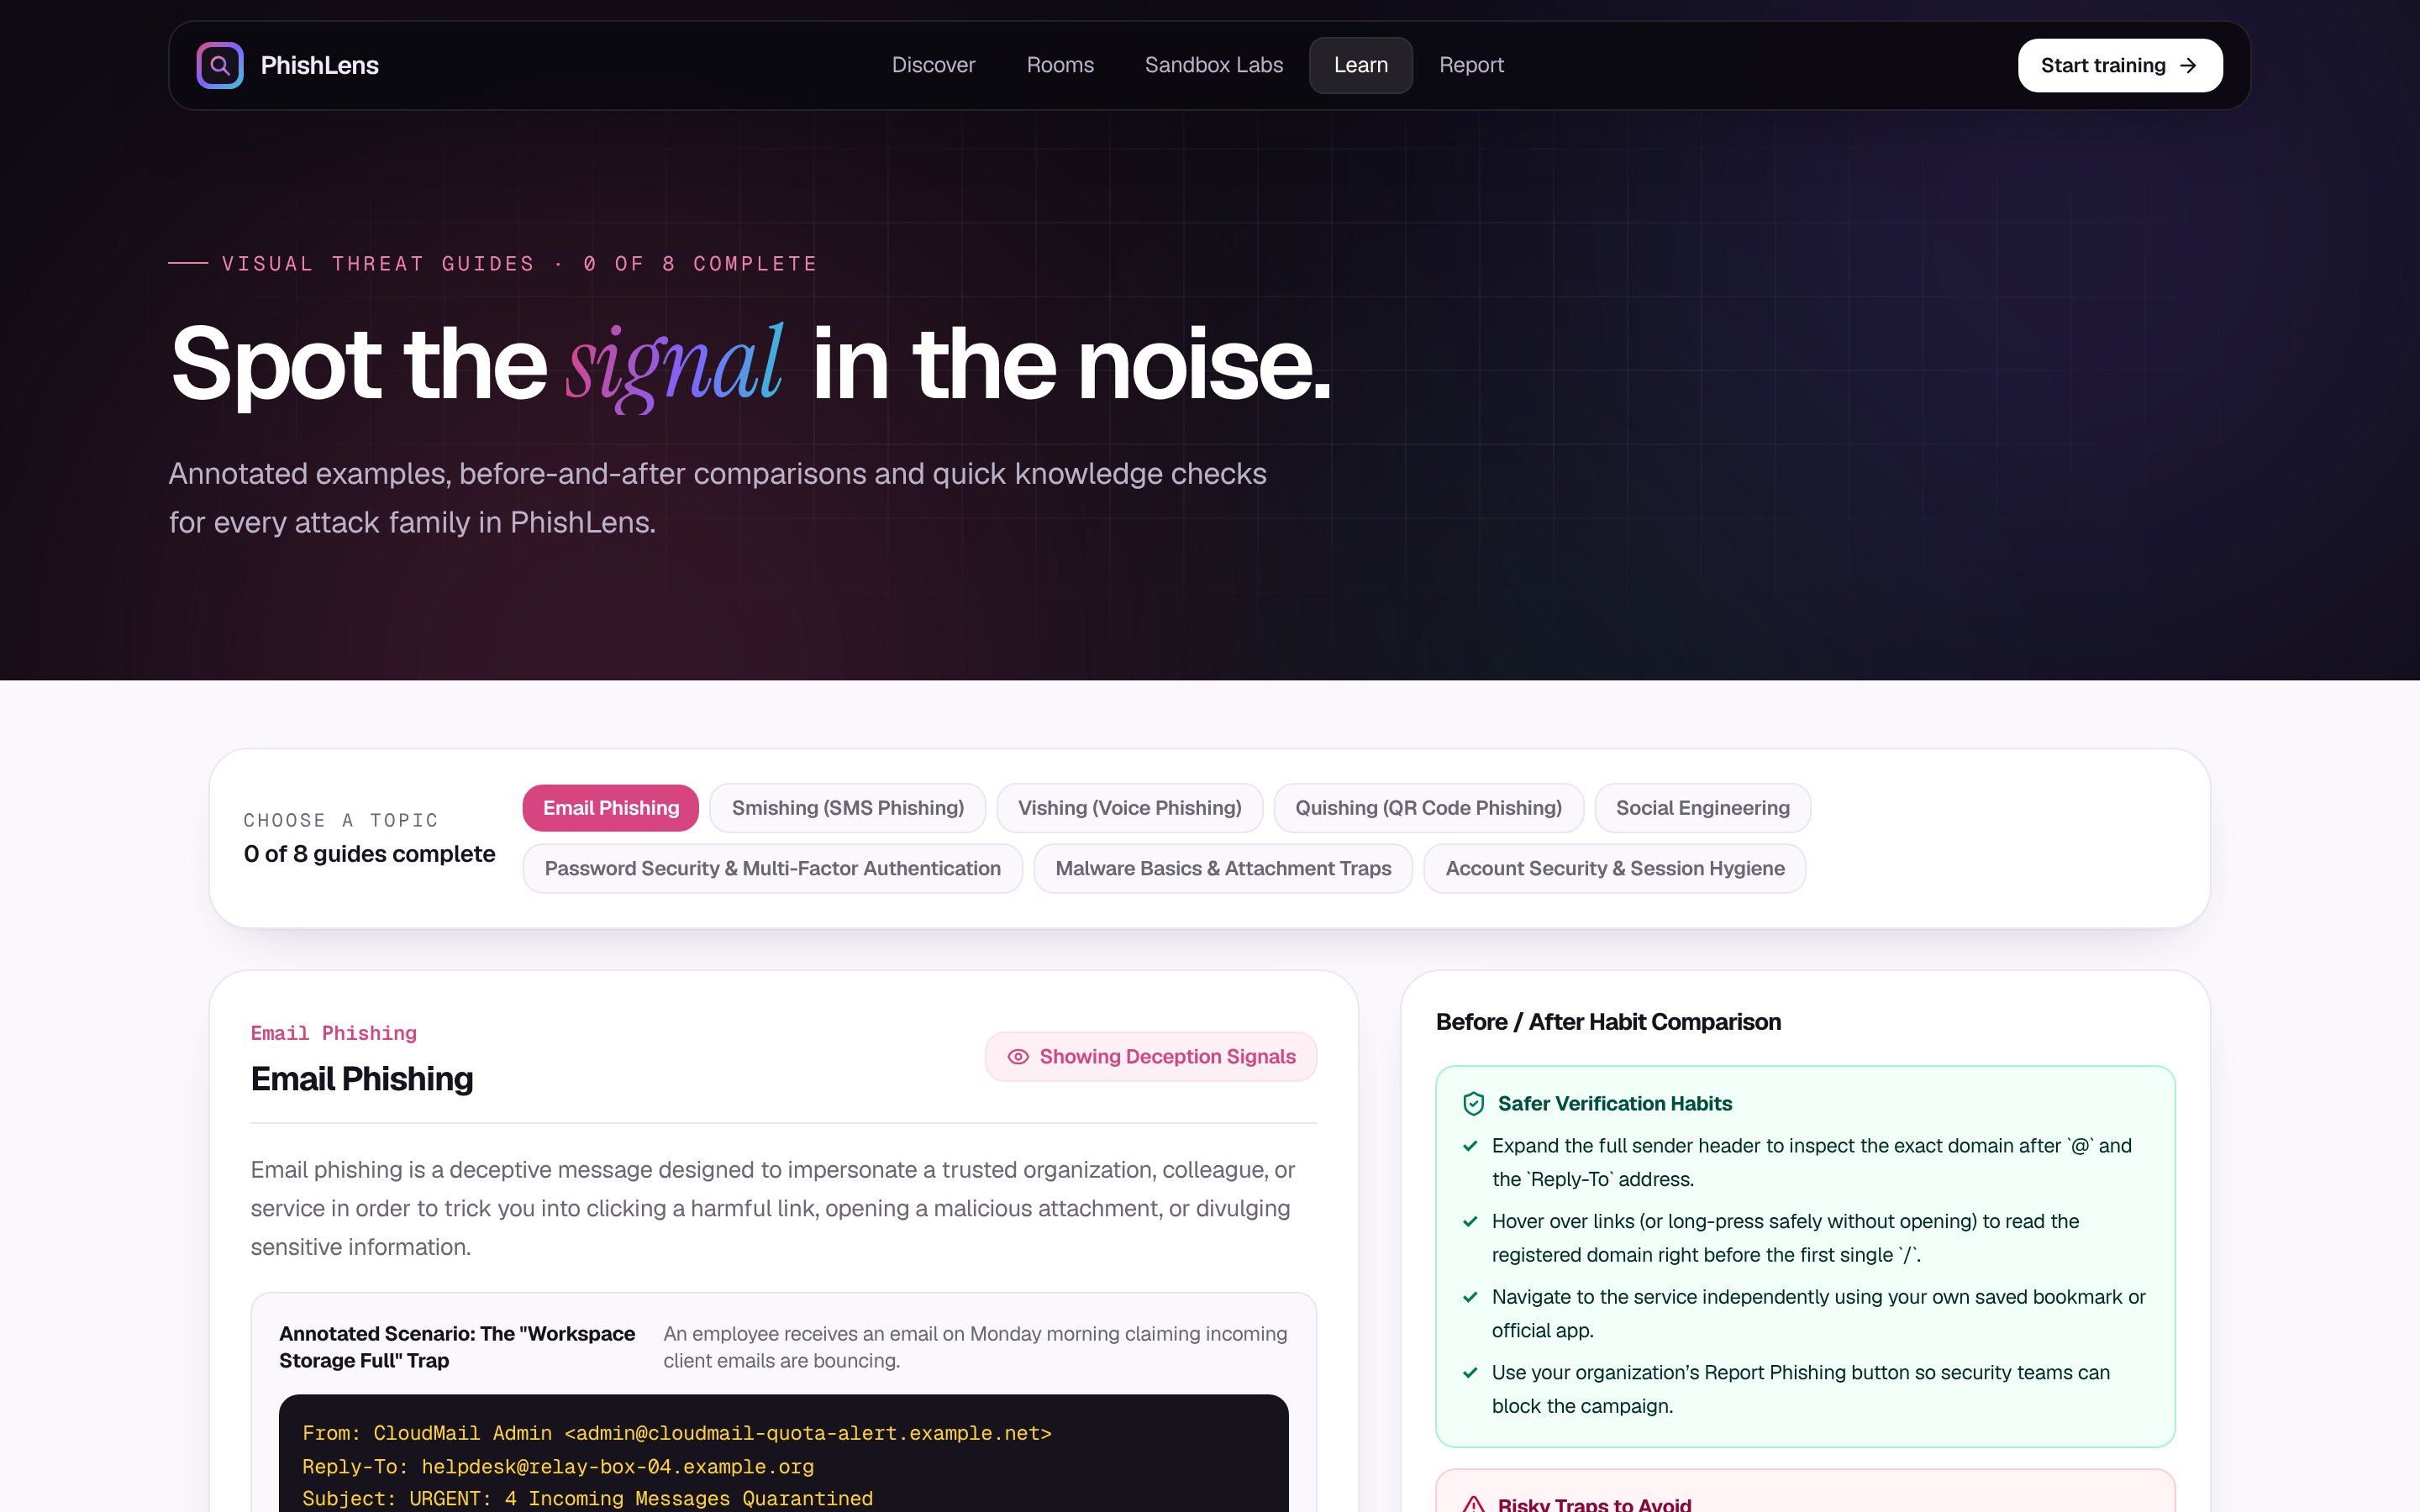 PhishLens
Discover
Rooms
Sandbox Labs
Learn
Report
Start training
VISUAL THREAT GUIDES · 0 OF 8 COMPLETE
Spot the signal in the noise.
Annotated examples, before-and-after comparisons and quick knowledge checks
for every attack family in PhishLens.
CHOOSE A TOPIC
0 of 8 guides complete
Email Phishing
Smishing (SMS Phishing)
Vishing (Voice Phishing)
Quishing (QR Code Phishing)
Social Engineering
Password Security & Multi-Factor Authentication
Malware Basics & Attachment Traps
Account Security & Session Hygiene
Email Phishing
Email Phishing
Showing Deception Signals
Email phishing is a deceptive message designed to impersonate a trusted organization, colleague, or
service in order to trick you into clicking a harmful link, opening a malicious attachment, or divulging
sensitive information.
Annotated Scenario: The "Workspace
Storage Full" Trap
An employee receives an email on Monday morning claiming incoming
client emails are bouncing.
From: CloudMail Admin <admin@cloudmail-quota-alert.example.net>
Reply-To: helpdesk@relay-box-04.example.org
Subject: URGENT: 4 Incoming Messages Quarantined
Before / After Habit Comparison
Safer Verification Habits
Expand the full sender header to inspect the exact domain after `@` and
the `Reply-To` address.
Hover over links (or long-press safely without opening) to read the
registered domain right before the first single `/`.
Navigate to the service independently using your own saved bookmark or
official app.
Use your organization’s Report Phishing button so security teams can
block the campaign.
Risky Traps to Avoid